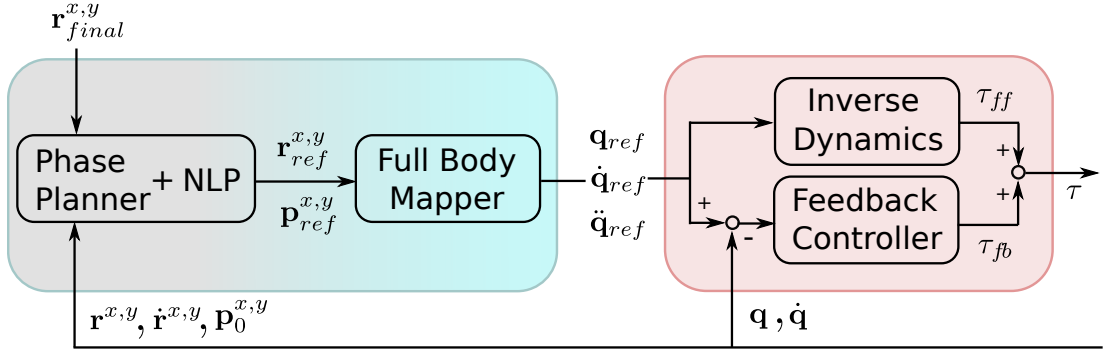 r^{x,y}_{final}
Phase
Planner + NLP
r^{x,y}_{ref}
p^{x,y}_{ref}
Full Body
Mapper
q_{ref}
q̇_{ref}
q̈_{ref}
+
-
Inverse
Dynamics
τ_{ff}
+
Feedback
Controller
τ_{fb}
+
τ
r^{x,y}, ṙ^{x,y}, p^{x,y}_0
q , q̇